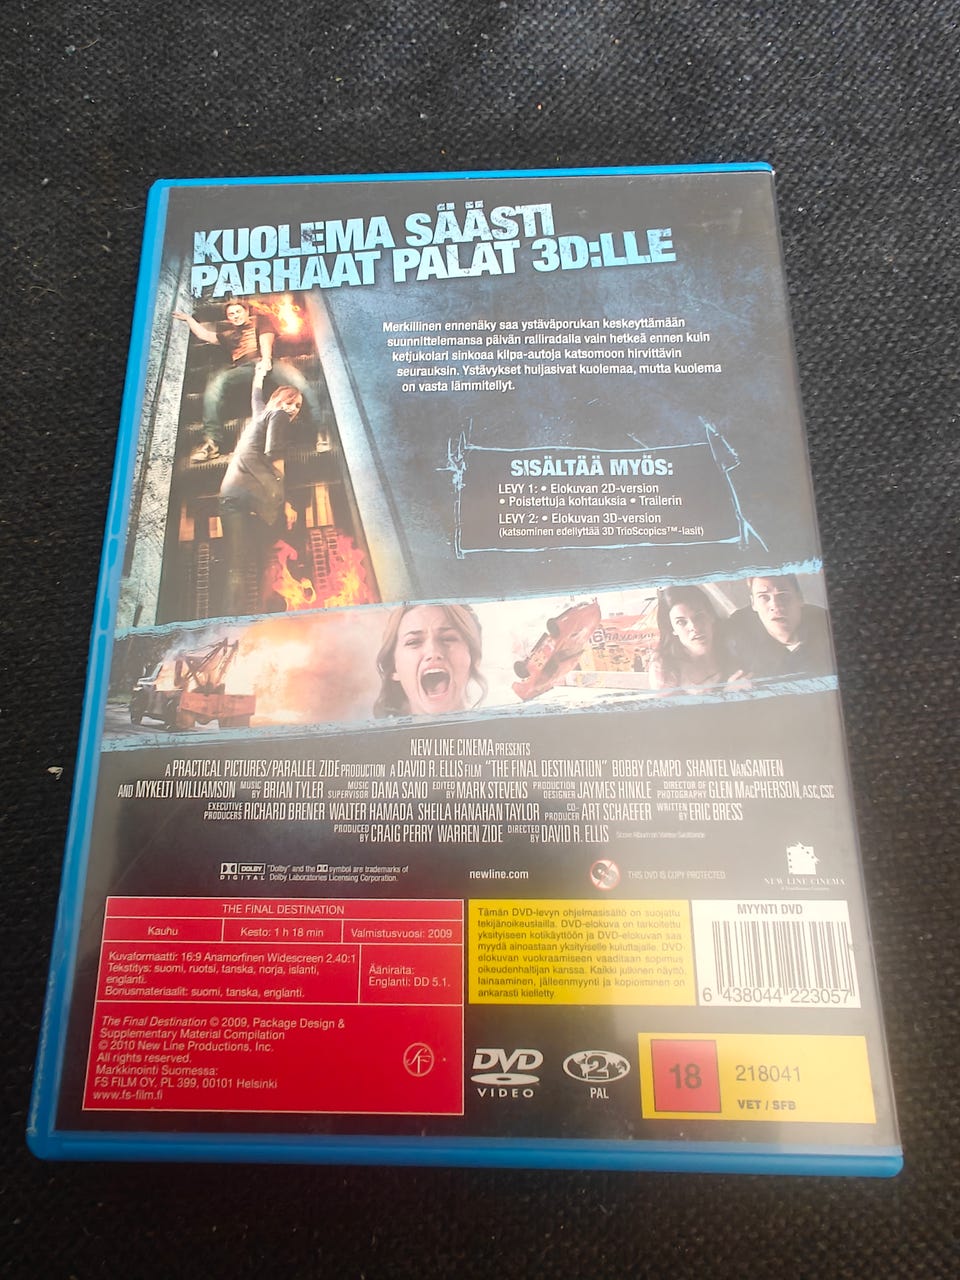 KUOLEMA SÄÄSTI
PARHAAT PALAT 3D:LLE
Merkillinen ennenäky saa ystäväporukan keskeyttämään
suunnittelemansa päivän ralliradalla vain hetkeä ennen kuin
ketjukolari sinkoaa kilpa-autoja katsomoon hirvittävin
seurauksin. Ystävykset huijasivat kuolemaa, mutta kuolema
on vasta lämmitellyt.
SISÄLTÄÄ MYÖS:
LEVY 1: • Elokuvan 2D-version
• Poistettuja kohtauksia • Trailerin
LEVY 2: • Elokuvan 3D-version
(katsominen edellyttää 3D TrioScopics™-lasit)
NEW LINE CINEMA PRESENTS
A PRACTICAL PICTURES/PARALLEL ZIDE PRODUCTION A DAVID R. ELLIS FILM "THE FINAL DESTINATION" BOBBY CAMPO SHANTEL VANSANTEN
AND MYKELTI WILLIAMSON MUSIC BY BRIAN TYLER MUSIC SUPERVISOR DANA SANO EDITED BY MARK STEVENS PRODUCTION DESIGNER JAYMES HINKLE DIRECTOR OF PHOTOGRAPHY GLEN MACPHERSON, ASC, CSC
EXECUTIVE PRODUCERS RICHARD BRENER WALTER HAMADA SHEILA HANAHAN TAYLOR CO-PRODUCER ART SCHAEFER WRITTEN BY ERIC BRESS
PRODUCED BY CRAIG PERRY WARREN ZIDE DIRECTED BY DAVID R. ELLIS Score Album on Varèse Sarabande
DOLBY DIGITAL "Dolby" and the symbol are trademarks of
Dolby Laboratories Licensing Corporation.
newline.com
THIS DVD IS COPY PROTECTED
NEW LINE CINEMA
THE FINAL DESTINATION
Kauhu Kesto: 1 h 18 min Valmistusvuosi: 2009
Kuvaformaatti: 16:9 Anamorfinen Widescreen 2.40:1
Tekstitys: suomi, ruotsi, tanska, norja, islanti,
englanti.
Bonusmateriaalit: suomi, tanska, englanti.
Ääniraita:
Englanti: DD 5.1.
The Final Destination © 2009, Package Design &
Supplementary Material Compilation
© 2010 New Line Productions, Inc.
All rights reserved.
Markkinointi Suomessa:
FS FILM OY, PL 399, 00101 Helsinki
www.fs-film.fi
SF
Tämän DVD-levyn ohjelmasisältö on suojattu
tekijänoikeuslailla. DVD-elokuva on tarkoitettu
yksityiseen kotikäyttöön ja DVD-elokuvan saa
myydä ainoastaan yksityiselle kuluttajalle. DVD-
elokuvan vuokraamiseen vaaditaan sopimus
oikeudenhaltijan kanssa. Kaikki julkinen näyttö,
lainaaminen, jälleenmyynti ja kopioiminen on
ankarasti kielletty.
MYYNTI DVD
6 438044 223057
DVD
VIDEO
2
PAL
18
218041
VET / SFB